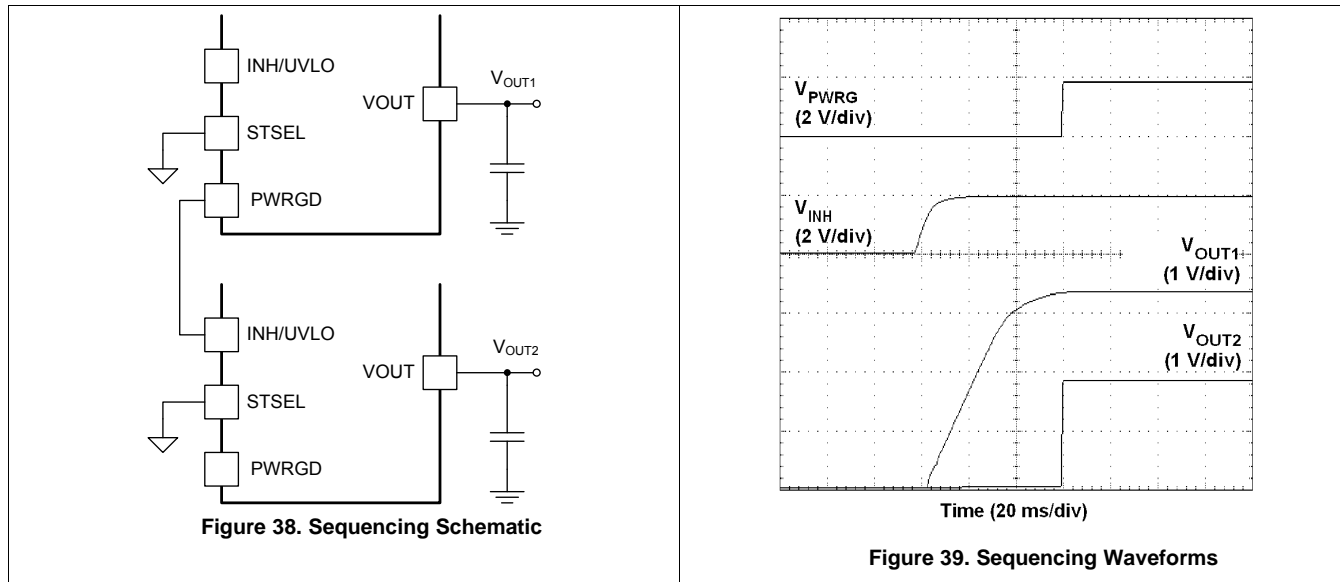 INH/UVLO
VOUT
VOUT1
STSEL
PWRGD
INH/UVLO
VOUT
VOUT2
STSEL
PWRGD
Figure 38. Sequencing Schematic
VPWRG
(2 V/div)
VINH
(2 V/div)
VOUT1
(1 V/div)
VOUT2
(1 V/div)
Time (20 ms/div)
Figure 39. Sequencing Waveforms